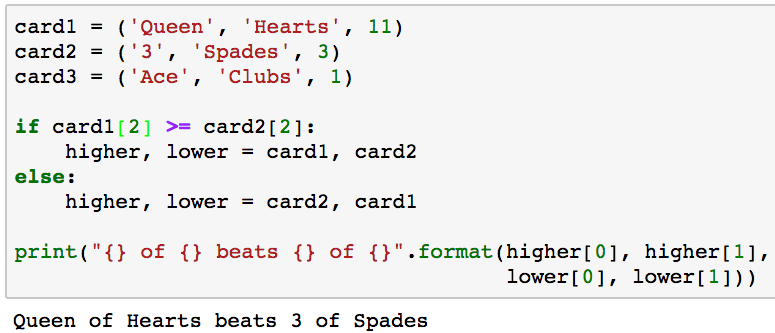 card1 = ('Queen', 'Hearts', 11)
card2 = ('3', 'Spades', 3)
card3 = ('Ace', 'Clubs', 1)

if card1[2] >= card2[2]:
    higher, lower = card1, card2
else:
    higher, lower = card2, card1

print("{} of {} beats {} of {}".format(higher[0], higher[1],
                                       lower[0], lower[1]))
Queen of Hearts beats 3 of Spades